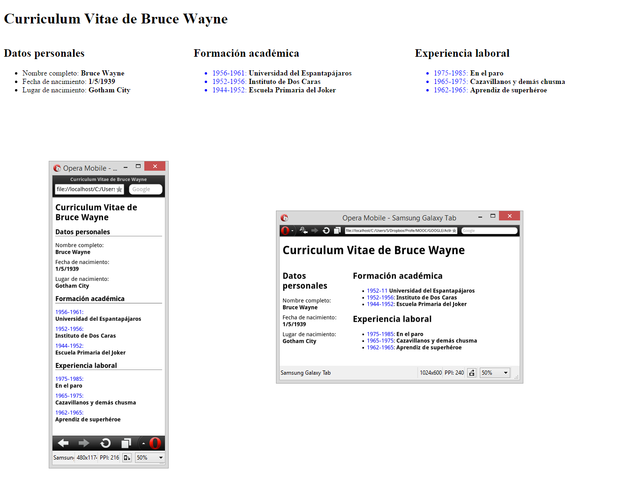 Curriculum Vitae de Bruce Wayne
Datos personales
Nombre completo: Bruce Wayne
Fecha de nacimiento: 1/5/1939
Lugar de nacimiento: Gotham City
Formación académica
1956-1961: Universidad del Espantapájaros
1952-1956: Instituto de Dos Caras
1944-1952: Escuela Primaria del Joker
Experiencia laboral
1975-1985: En el paro
1965-1975: Cazavillanos y demás chusma
1962-1965: Aprendiz de superhéroe
Opera Mobile - ...
Curriculum Vitae de Bruce Wayne
file://localhost/C:/User
Google
Curriculum Vitae de
Bruce Wayne
Datos personales
Nombre completo:
Bruce Wayne
Fecha de nacimiento:
1/5/1939
Lugar de nacimiento:
Gotham City
Formación académica
1956-1961:
Universidad del Espantapájaros
1952-1956:
Instituto de Dos Caras
1944-1952:
Escuela Primaria del Joker
Experiencia laboral
1975-1985:
En el paro
1965-1975:
Cazavillanos y demás chusma
1962-1965:
Aprendiz de superhéroe
Samsun 480x117 PPI: 216 50%
Opera Mobile - Samsung Galaxy Tab
Google
Curriculum Vitae de Bruce Wayne
Datos
personales
Nombre completo:
Bruce Wayne
Fecha de nacimiento:
1/5/1939
Lugar de nacimiento:
Gotham City
Formación académica
1952-11 Universidad del Espantapájaros
1952-1956: Instituto de Dos Caras
1944-1952: Escuela Primaria del Joker
Experiencia laboral
1975-1985: En el paro
1965-1975: Cazavillanos y demás chusma
1962-1965: Aprendiz de superhéroe
Samsung Galaxy Tab 1024x600 PPI: 240 50%